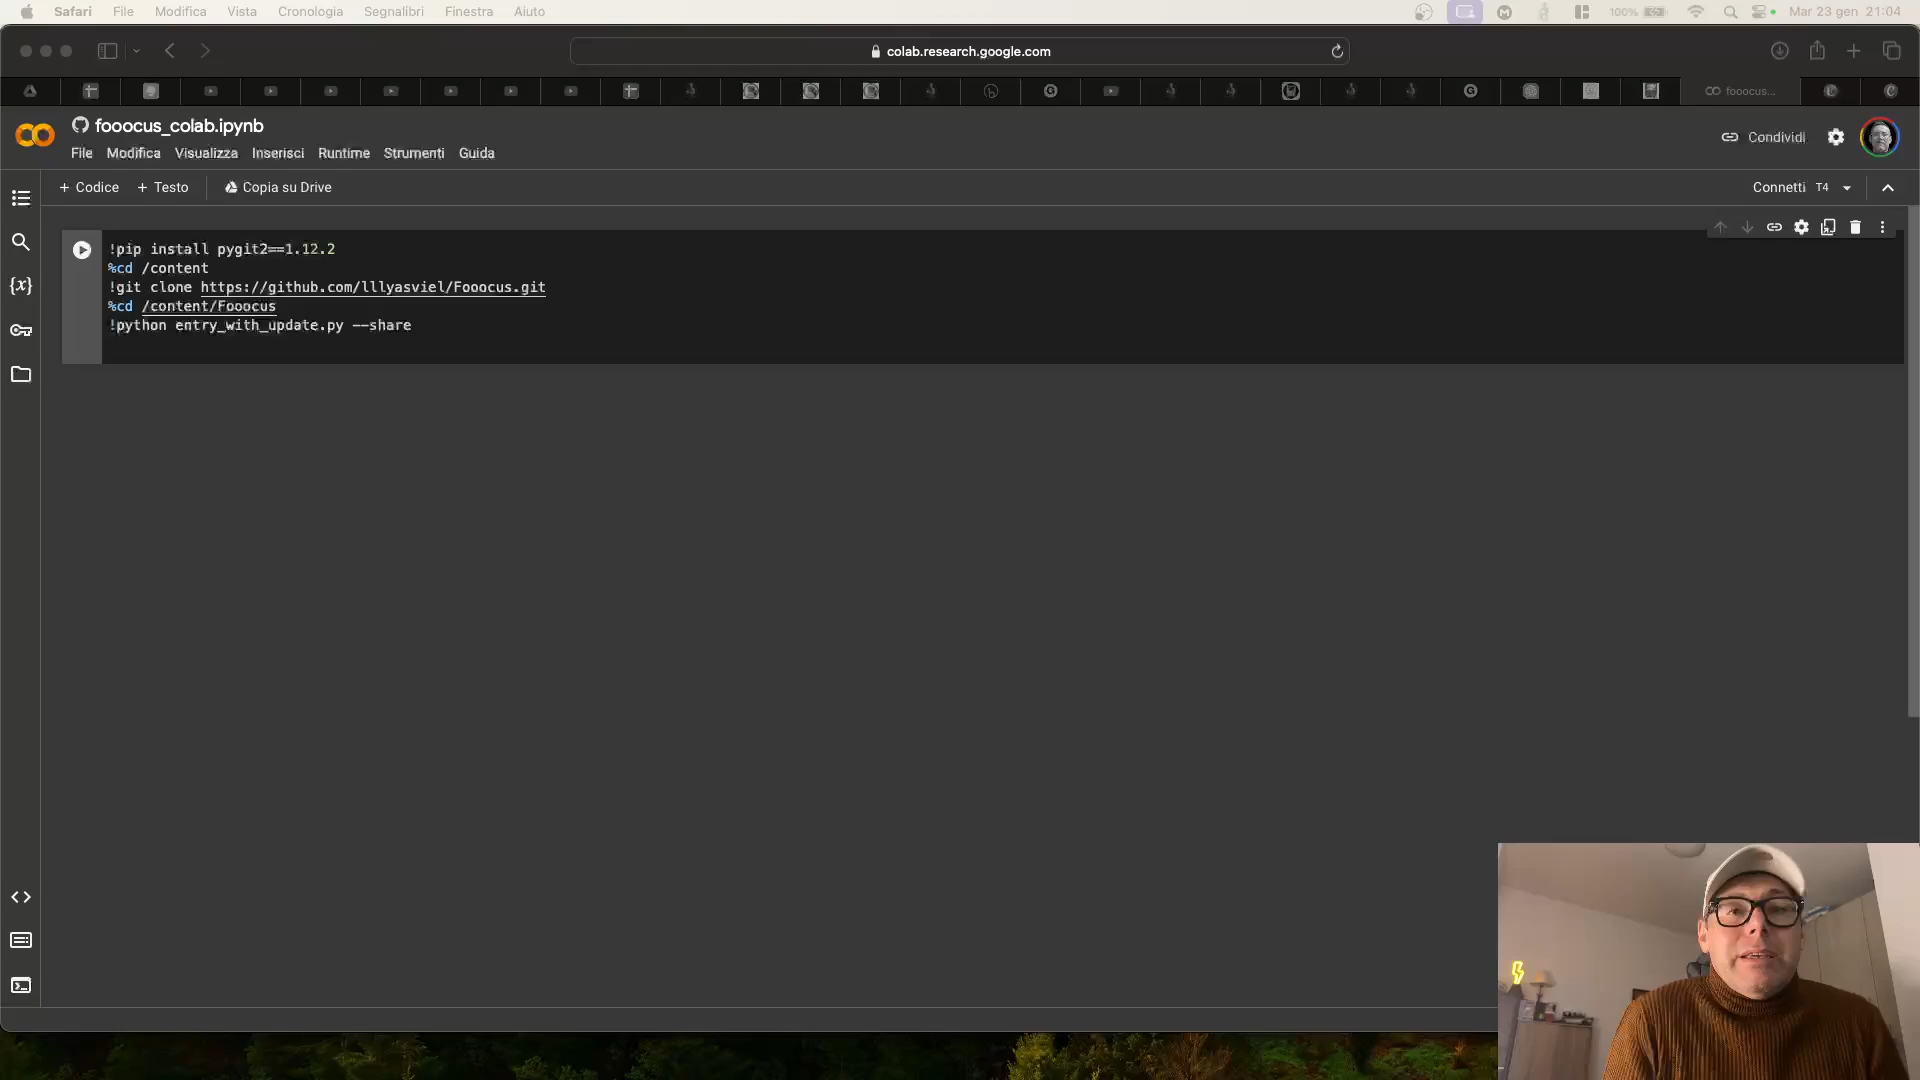 Safari File Modifica Vista Cronologia Segnalibri Finestra Aiuto 100% Mar 23 gen 21:04
colab.research.google.com
fooocus...
fooocus_colab.ipynb
File Modifica Visualizza Inserisci Runtime Strumenti Guida
Condividi
+ Codice + Testo Copia su Drive
Connetti T4
!pip install pygit2==1.12.2
%cd /content
!git clone https://github.com/lllyasviel/Fooocus.git
%cd /content/Fooocus
!python entry_with_update.py --share